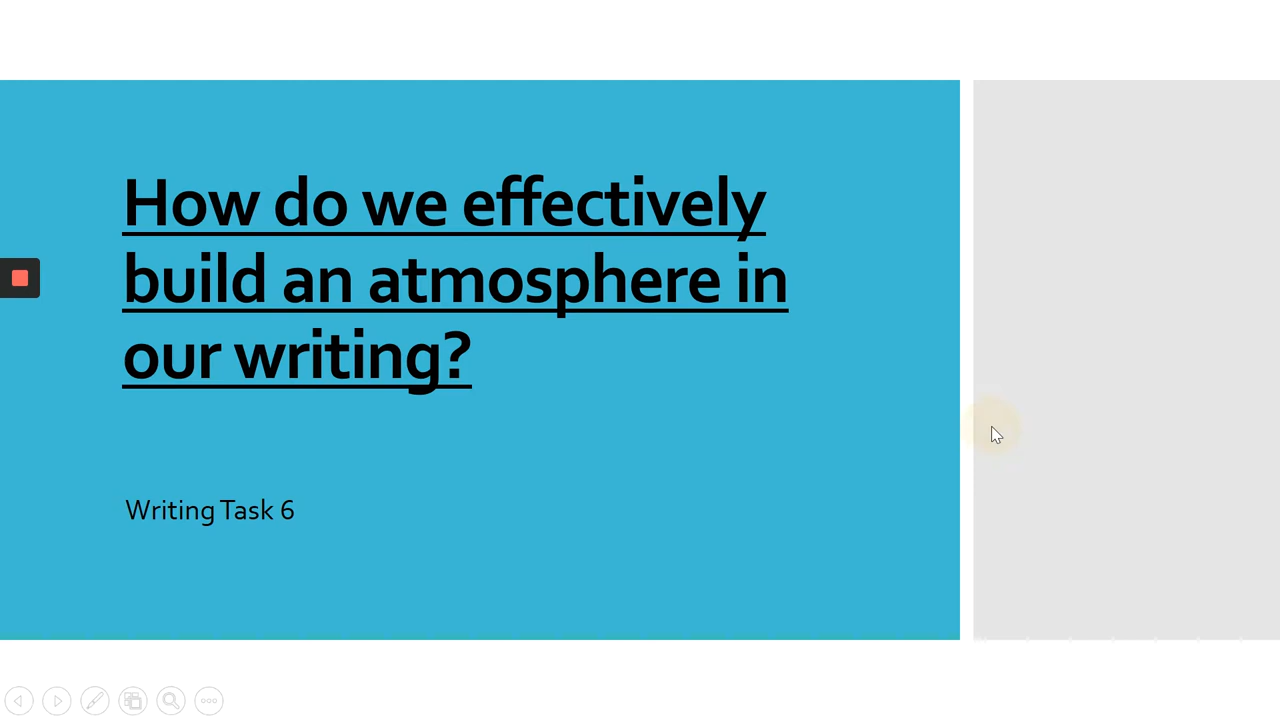 How do we effectively
build an atmosphere in
our writing?
Writing Task 6